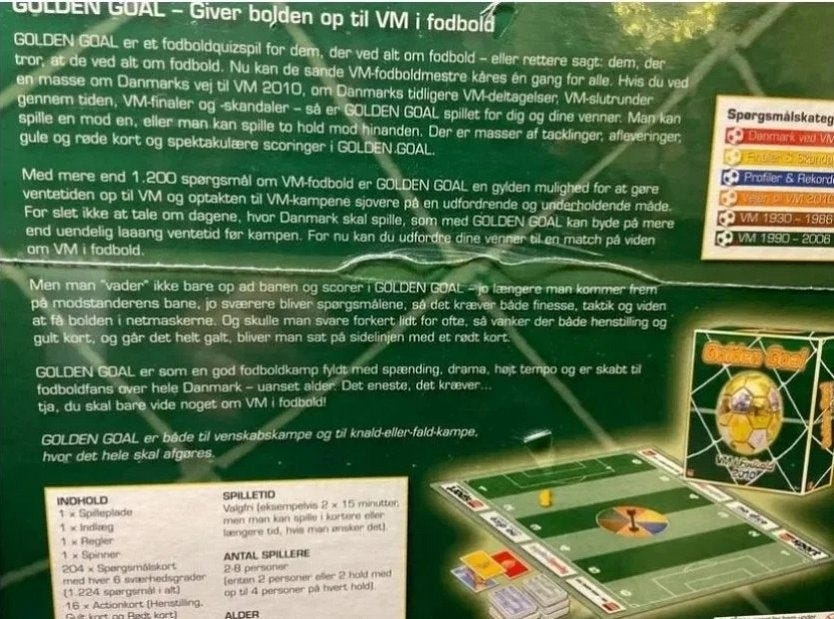 GOLDEN GOAL – Giver bolden op til VM i fodbold
GOLDEN GOAL er et fodboldquizspil for dem, der ved alt om fodbold – eller rettere sagt: dem, der
tror, at de ved alt om fodbold. Nu kan de sande VM-fodboldmestre kåres én gang for alle. Hvis du ved
en masse om Danmarks vej til VM 2010, om Danmarks tidligere VM-deltagelser, VM-slutrunder
gennem tiden, VM-finaler og -skandaler – så er GOLDEN GOAL spillet for dig og dine venner. Man kan
spille en mod en, eller man kan spille to hold mod hinanden. Der er masser af tacklinger, afleveringer,
gule og røde kort og spektakulære scoringer i GOLDEN GOAL.
Med mere end 1.200 spørgsmål om VM-fodbold er GOLDEN GOAL en gylden mulighed for at gøre
ventetiden op til VM og optakten til VM-kampene sjovere på en udfordrende og underholdende måde.
For slet ikke at tale om dagene, hvor Danmark skal spille, som med GOLDEN GOAL kan byde på mere
end uendelig laaang ventetid før kampen. For nu kan du udfordre dine venner til en match på viden
om VM i fodbold.
Men man "vader" ikke bare op ad banen og scorer i GOLDEN GOAL – jo længere man kommer frem
på modstanderens bane, jo sværere bliver spørgsmålene, så det kræver både finesse, taktik og viden
at få bolden i netmaskerne. Og skulle man svare forkert lidt for ofte, så vanker der både henstilling og
gult kort, og går det helt galt, bliver man sat på sidelinjen med et rødt kort.
GOLDEN GOAL er som en god fodboldkamp fyldt med spænding, drama, højt tempo og er skabt til
fodboldfans over hele Danmark – uanset alder. Det eneste, det kræver...
tja, du skal bare vide noget om VM i fodbold!
GOLDEN GOAL er både til venskabskampe og til knald-eller-fald-kampe,
hvor det hele skal afgøres.
Spørgsmålskateg
Danmark ved VM
Finaler & Skanda
Profiler & Rekorde
Vejen til VM 2010
VM 1930 – 1986
VM 1990 – 2006
INDHOLD
1 x Spilleplade
1 x Indlæg
1 x Regler
1 x Spinner
204 x Spørgsmålskort
med hver 6 sværhedsgrader
(1.224 spørgsmål i alt)
16 x Actionkort (Henstilling,
Gult kort og Rødt kort)
SPILLETID
Valgfri (eksempelvis 2 x 15 minutter,
men man kan spille i kortere eller
længere tid, hvis man ønsker det).
ANTAL SPILLERE
2-8 personer
(enten 2 personer eller 2 hold med
op til 4 personer på hvert hold).
ALDER
Golden Goal
VM i Fodbold
2010